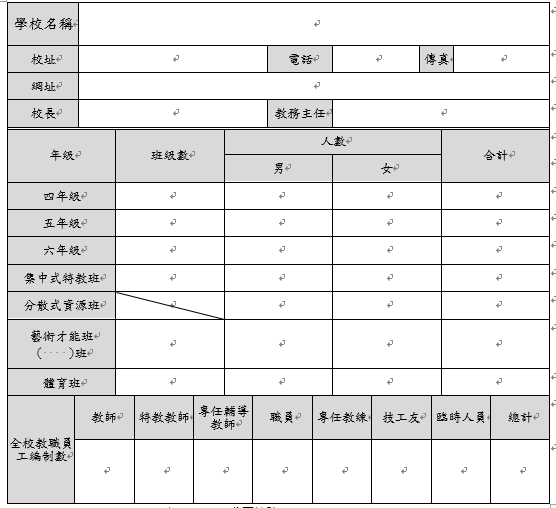 學校名稱
校址 電話 傳真
網址
校長 教務主任
年級 班級數 人數 合計
男 女
四年級
五年級
六年級
集中式特教班
分散式資源班
藝術才能班
(····)班
體育班
教師 特教教師 專任輔導教師 職員 專任教練 技工友 臨時人員 總計
全校教職員
工編制數